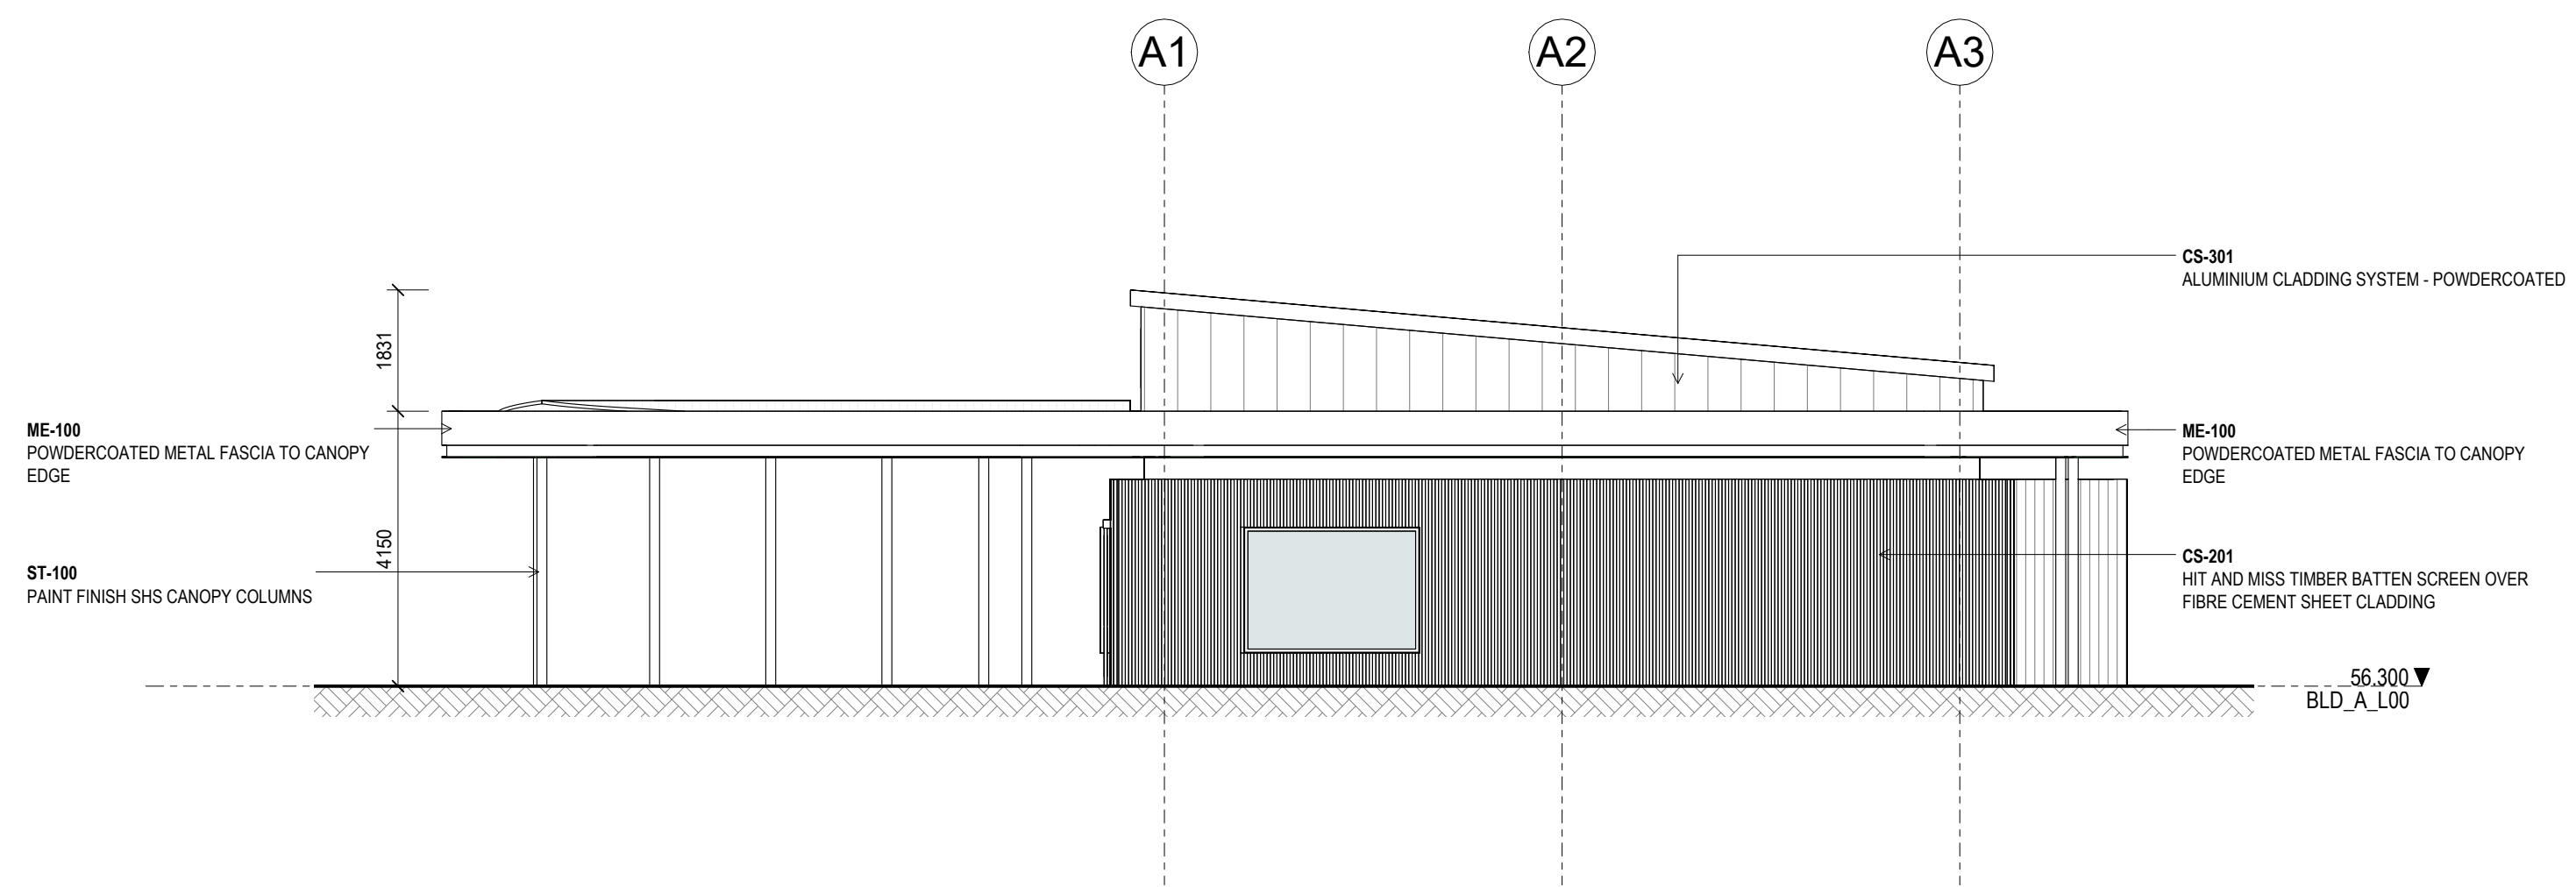 A1
A2
A3
CS-301
ALUMINIUM CLADDING SYSTEM - POWDERCOATED
1831
ME-100
POWDERCOATED METAL FASCIA TO CANOPY
EDGE
ME-100
POWDERCOATED METAL FASCIA TO CANOPY
EDGE
4150
ST-100
PAINT FINISH SHS CANOPY COLUMNS
CS-201
HIT AND MISS TIMBER BATTEN SCREEN OVER
FIBRE CEMENT SHEET CLADDING
56.300
BLD_A_L00